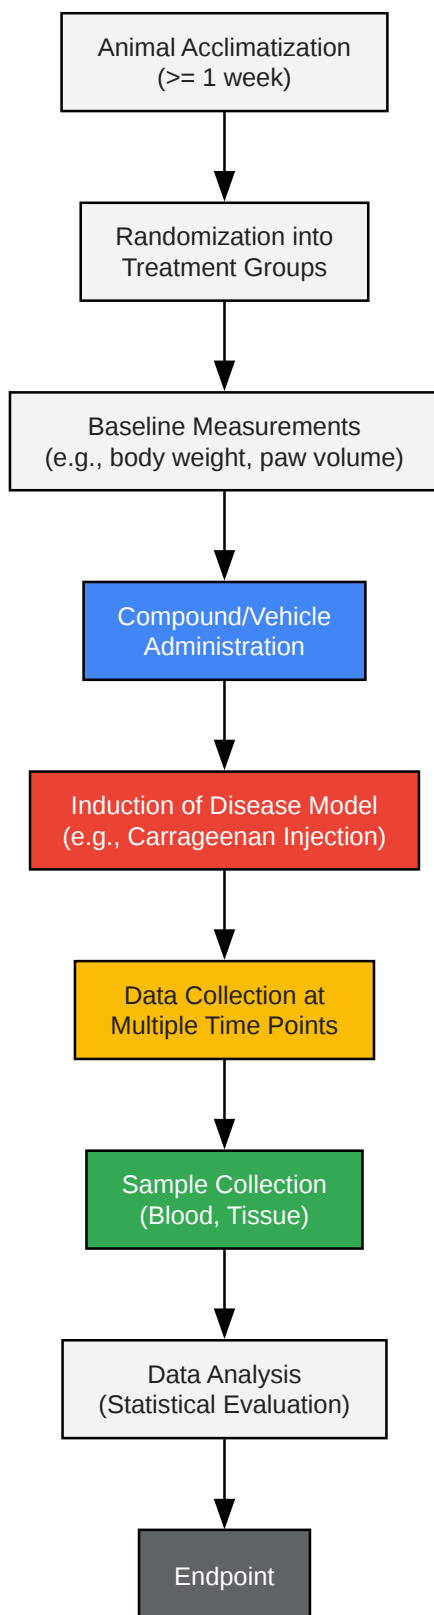 Animal Acclimatization
(>= 1 week)
Randomization into
Treatment Groups
Baseline Measurements
(e.g., body weight, paw volume)
Compound/Vehicle
Administration
Induction of Disease Model
(e.g., Carrageenan Injection)
Data Collection at
Multiple Time Points
Sample Collection
(Blood, Tissue)
Data Analysis
(Statistical Evaluation)
Endpoint